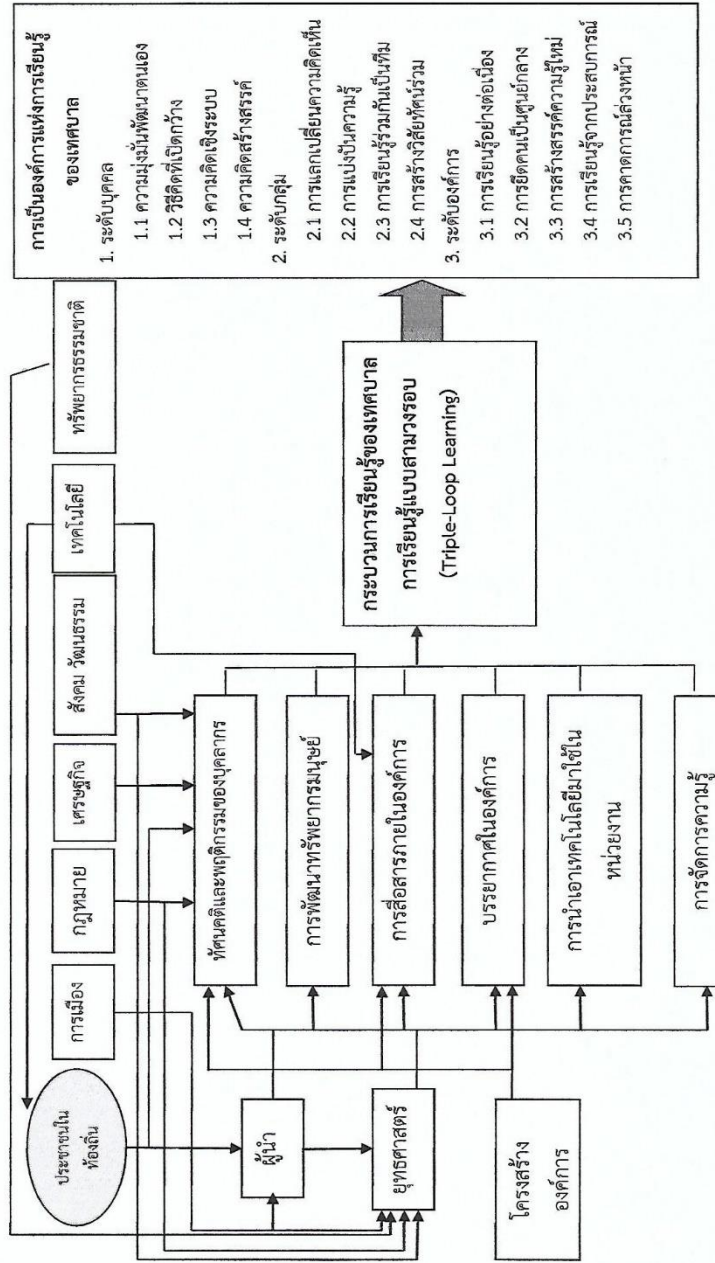 ประชาชนใน
ท้องถิ่น
การเมือง
กฎหมาย
เศรษฐกิจ
สังคม วัฒนธรรม
เทคโนโลยี
ทรัพยากรธรรมชาติ
ผู้นำ
ยุทธศาสตร์
โครงสร้าง
องค์การ
ทัศนคติและพฤติกรรมของบุคลากร
การพัฒนาทรัพยากรมนุษย์
การสื่อสารภายในองค์การ
บรรยากาศในองค์การ
การนำเอาเทคโนโลยีมาใช้ใน
หน่วยงาน
การจัดการความรู้
กระบวนการเรียนรู้ของเทศบาล
การเรียนรู้แบบสามวงรอบ
(Triple-Loop Learning)
การเป็นองค์การแห่งการเรียนรู้
ของเทศบาล
1. ระดับบุคคล
1.1 ความมุ่งมั่นพัฒนาตนเอง
1.2 วิธีคิดที่เปิดกว้าง
1.3 ความคิดเชิงระบบ
1.4 ความคิดสร้างสรรค์
2. ระดับกลุ่ม
2.1 การแลกเปลี่ยนความคิดเห็น
2.2 การแบ่งปันความรู้
2.3 การเรียนรู้ร่วมกันเป็นทีม
2.4 การสร้างวิสัยทัศน์ร่วม
3. ระดับองค์การ
3.1 การเรียนรู้อย่างต่อเนื่อง
3.2 การยึดคนเป็นศูนย์กลาง
3.3 การสร้างสรรค์ความรู้ใหม่
3.4 การเรียนรู้จากประสบการณ์
3.5 การคาดการณ์ล่วงหน้า